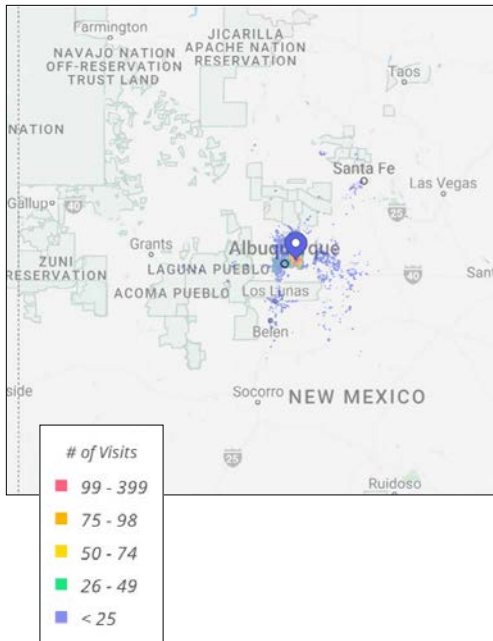 Farmington
JICARILLA
APACHE NATION
RESERVATION
NAVAJO NATION
OFF-RESERVATION
TRUST LAND
Taos
NATION
Santa Fe
Las Vegas
Gallup
40
25
Grants
Albuquerque
ZUNI
RESERVATION
LAGUNA PUEBLO
40
Sant
ACOMA PUEBLO
Los Lunas
Belen
side
Socorro
NEW MEXICO
25
Ruidoso
# of Visits
99 - 399
75 - 98
50 - 74
26 - 49
< 25